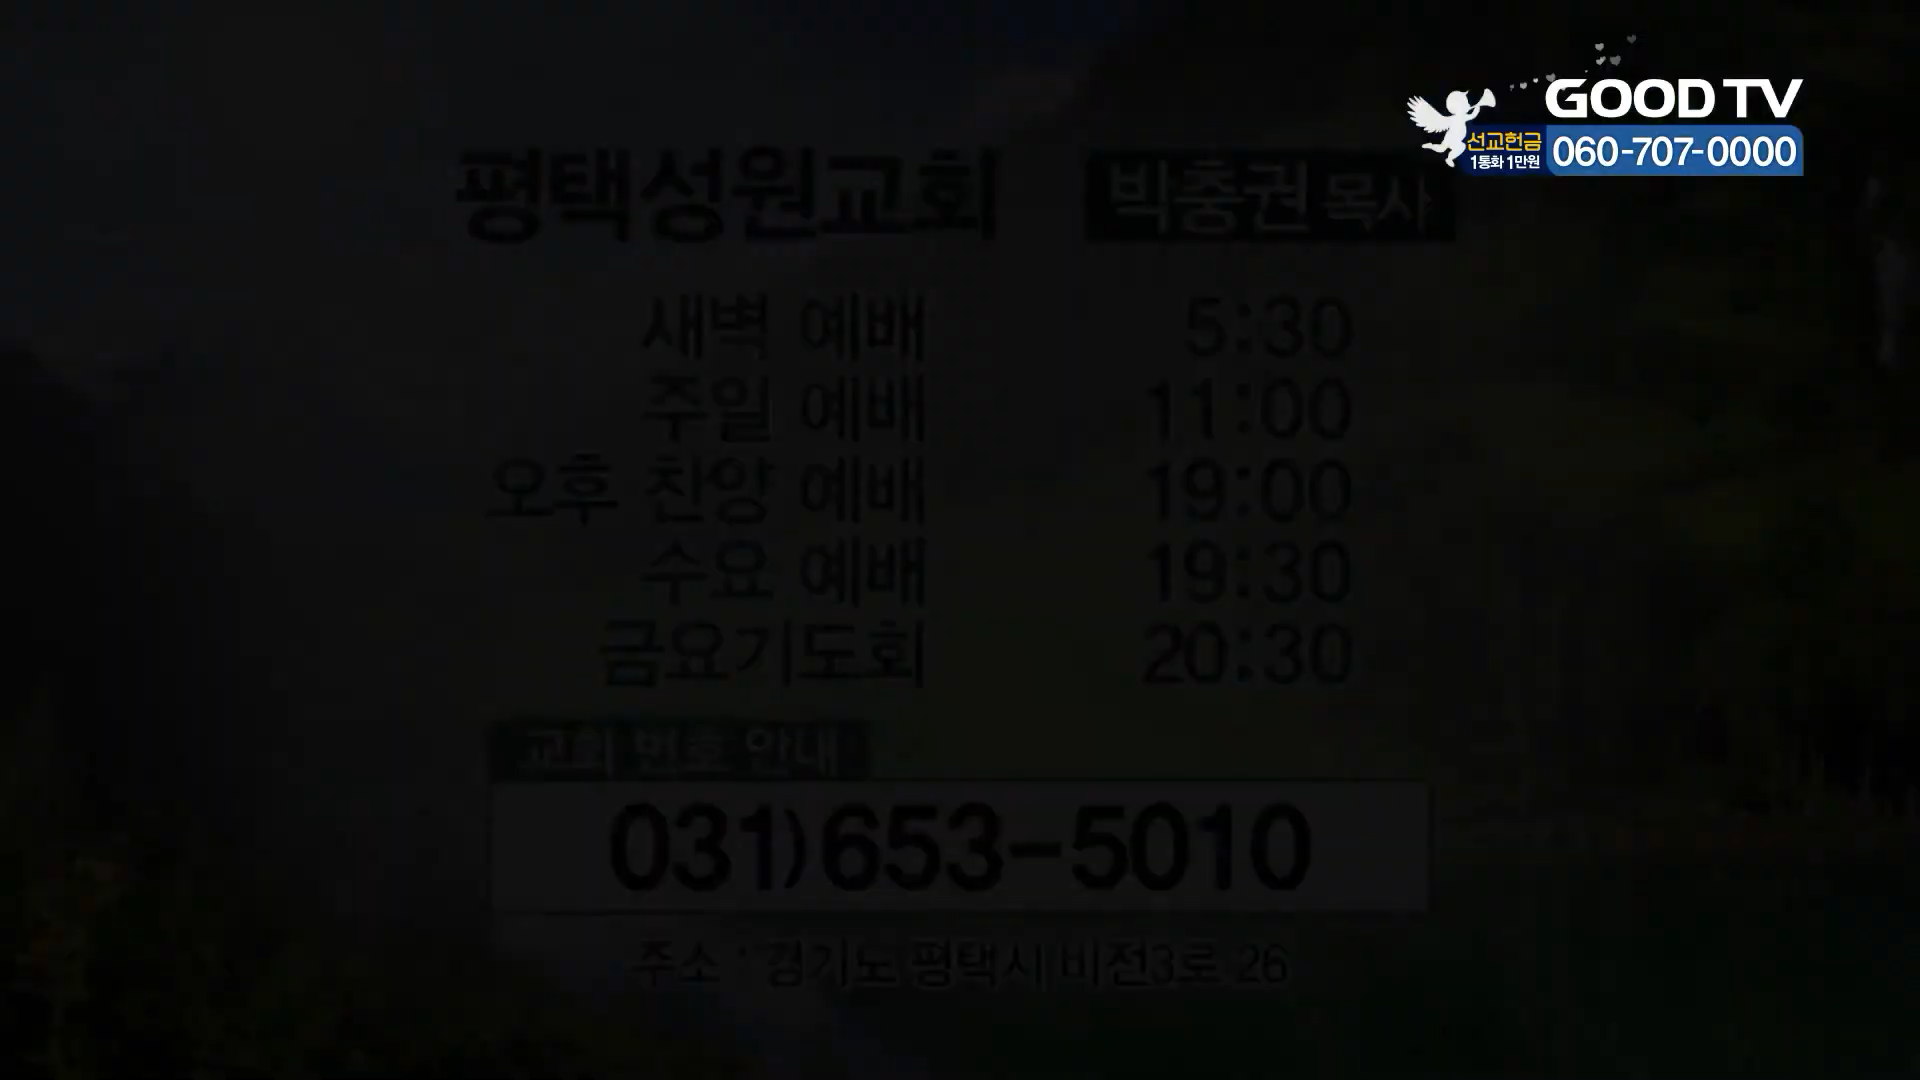 GOOD TV
선교헌금
1통화 1만원
060-707-0000
평택성원교회 박충권 목사
새벽 예배 5:30
주일 예배 11:00
오후 찬양 예배 19:00
수요 예배 19:30
금요기도회 20:30
교회 번호 안내
031)653-5010
주소 : 경기도 평택시 비전3로 26